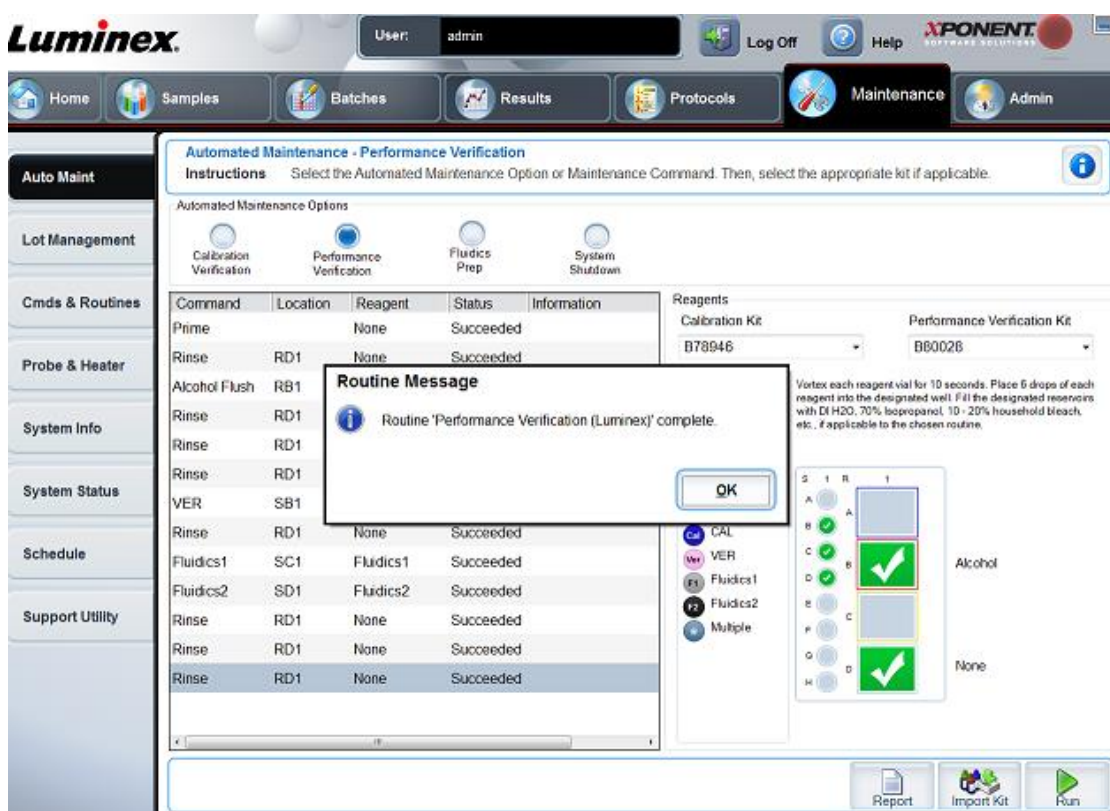 Luminex.
User: admin
Log Off
Help
XPONENT.
SOFTWARE SOLUTIONS
Home Samples Batches Results Protocols Maintenance Admin
Auto Maint
Lot Management
Cmds & Routines
Probe & Heater
System Info
System Status
Schedule
Support Utility
Automated Maintenance - Performance Verification
Instructions Select the Automated Maintenance Option or Maintenance Command. Then, select the appropriate kit if applicable.
Automated Maintenance Options
Calibration Verification
Performance Verification
Fluidics Prep
System Shutdown
Command Location Reagent Status Information
Prime None Succeeded
Rinse RD1 None Succeeded
Alcohol Flush RB1
Rinse RD1
Rinse RD1
Rinse RD1
VER SB1
Rinse RD1 None Succeeded
Fluidics1 SC1 Fluidics1 Succeeded
Fluidics2 SD1 Fluidics2 Succeeded
Rinse RD1 None Succeeded
Rinse RD1 None Succeeded
Rinse RD1 None Succeeded
Routine Message
Routine 'Performance Verification (Luminex)' complete.
OK
Reagents
Calibration Kit
B78946
Performance Verification Kit
B80028
Vortex each reagent vial for 10 seconds. Place 6 drops of each
reagent into the designated well. Fill the designated reservoirs
with DI H2O, 70% Isopropanol, 10 - 20% household bleach,
etc., if applicable to the chosen routine.
Cal CAL
Ver VER
F1 Fluidics1
F2 Fluidics2
Multiple
S 1 R 1
A
B
C
D
E
F
G
H
A
B
C
D
Alcohol
None
Report
Import Kit
Run